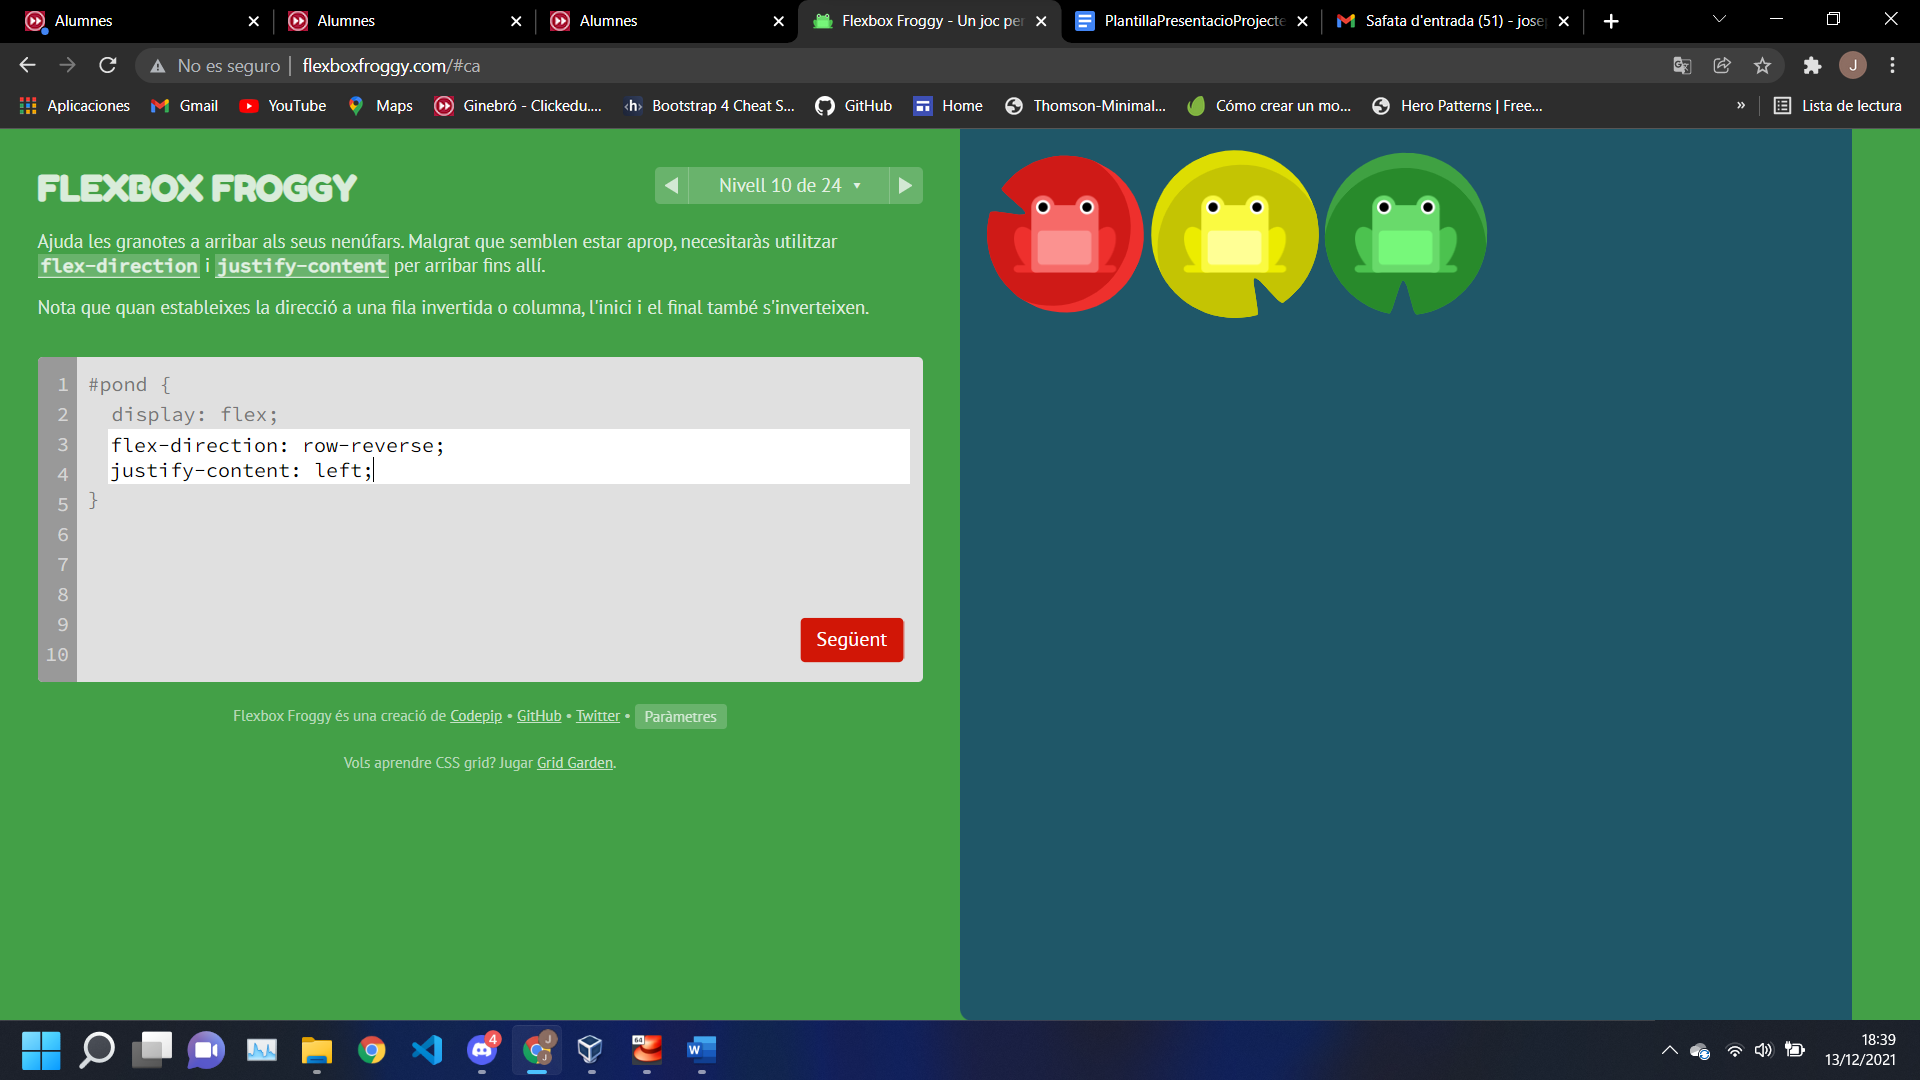 Alumnes
Alumnes
Alumnes
Flexbox Froggy - Un joc per
PlantillaPresentacioProjecte
Safata d'entrada (51) - jose
No es seguro
flexboxfroggy.com/#ca
J
Aplicaciones
Gmail
YouTube
Maps
Ginebró - Clickedu....
Bootstrap 4 Cheat S...
GitHub
Home
Thomson-Minimal...
Cómo crear un mo...
Hero Patterns | Free...
»
Lista de lectura
FLEXBOX FROGGY
Nivell 10 de 24
Ajuda les granotes a arribar als seus nenúfars. Malgrat que semblen estar aprop, necesitaràs utilitzar
flex-direction i justify-content per arribar fins allí.
Nota que quan estableixes la direcció a una fila invertida o columna, l'inici i el final també s'inverteixen.
1 #pond {
2 display: flex;
3 flex-direction: row-reverse;
4 justify-content: left;
5 }
6
7
8
9
10
Següent
Flexbox Froggy és una creació de Codepip • GitHub • Twitter • Paràmetres
Vols aprendre CSS grid? Jugar Grid Garden.
4
J
J
64
W
18:39
13/12/2021